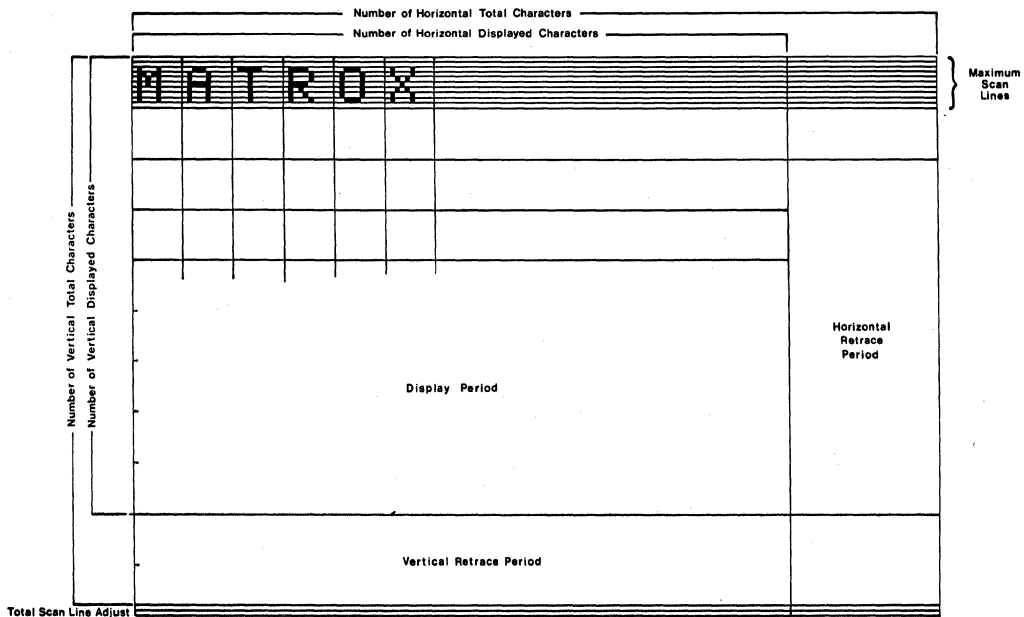 Number of Horizontal Total Characters
Number of Horizontal Displayed Characters
MATROX
Maximum
Scan
Lines
Number of Vertical Total Characters
Number of Vertical Displayed Characters
Horizontal
Retrace
Period
Display Period
Vertical Retrace Period
Total Scan Line Adjust